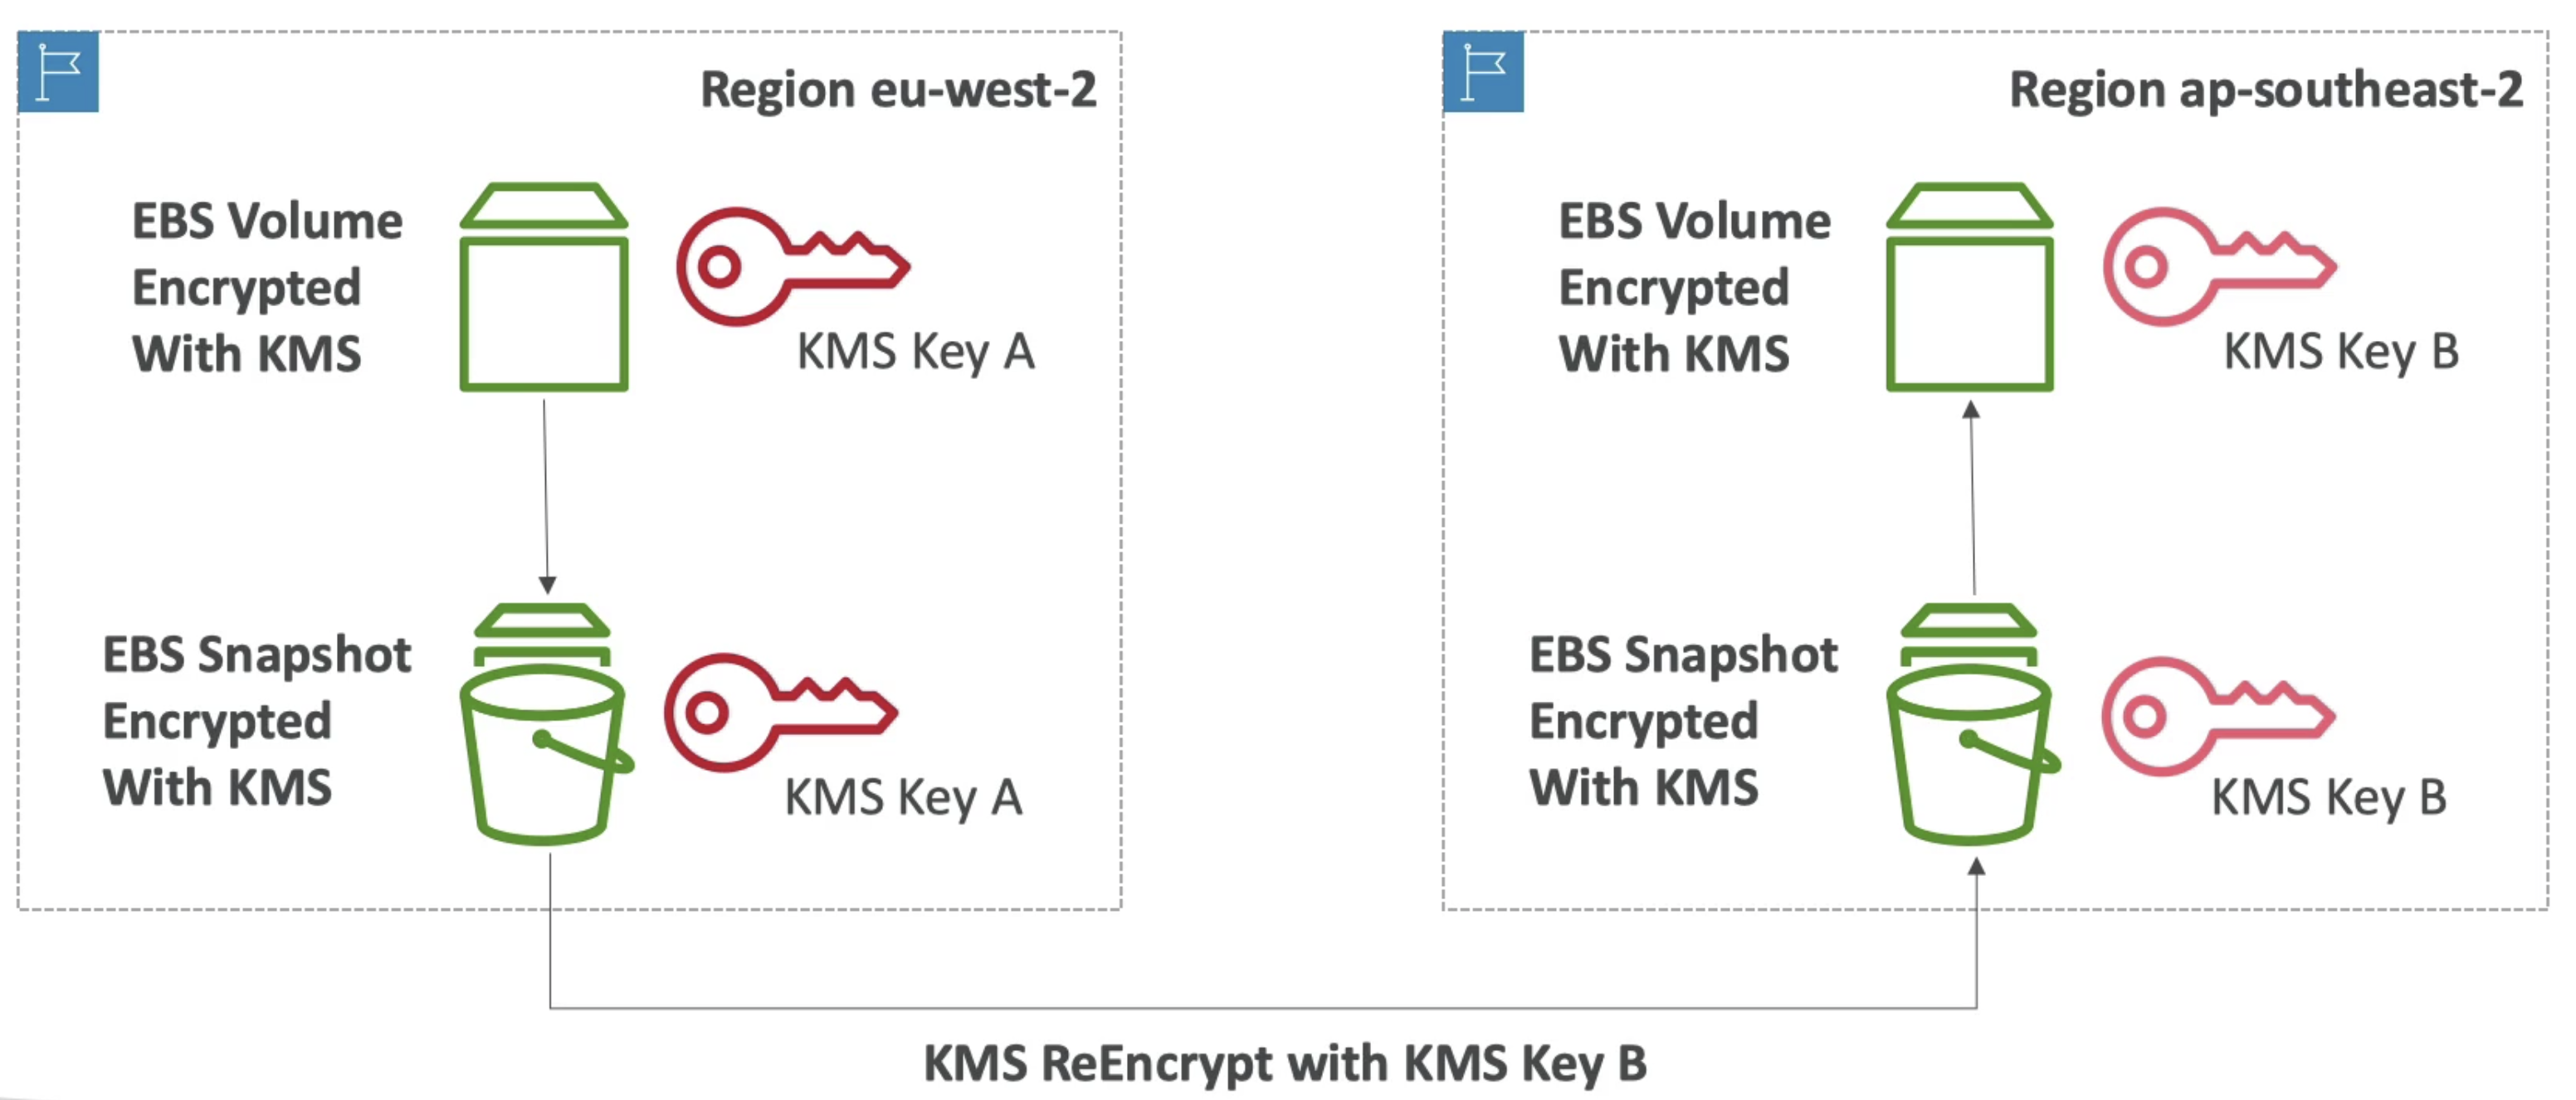 Region eu-west-2
EBS Volume
Encrypted
With KMS
KMS Key A
EBS Snapshot
Encrypted
With KMS
KMS Key A
Region ap-southeast-2
EBS Volume
Encrypted
With KMS
KMS Key B
EBS Snapshot
Encrypted
With KMS
KMS Key B
KMS ReEncrypt with KMS Key B